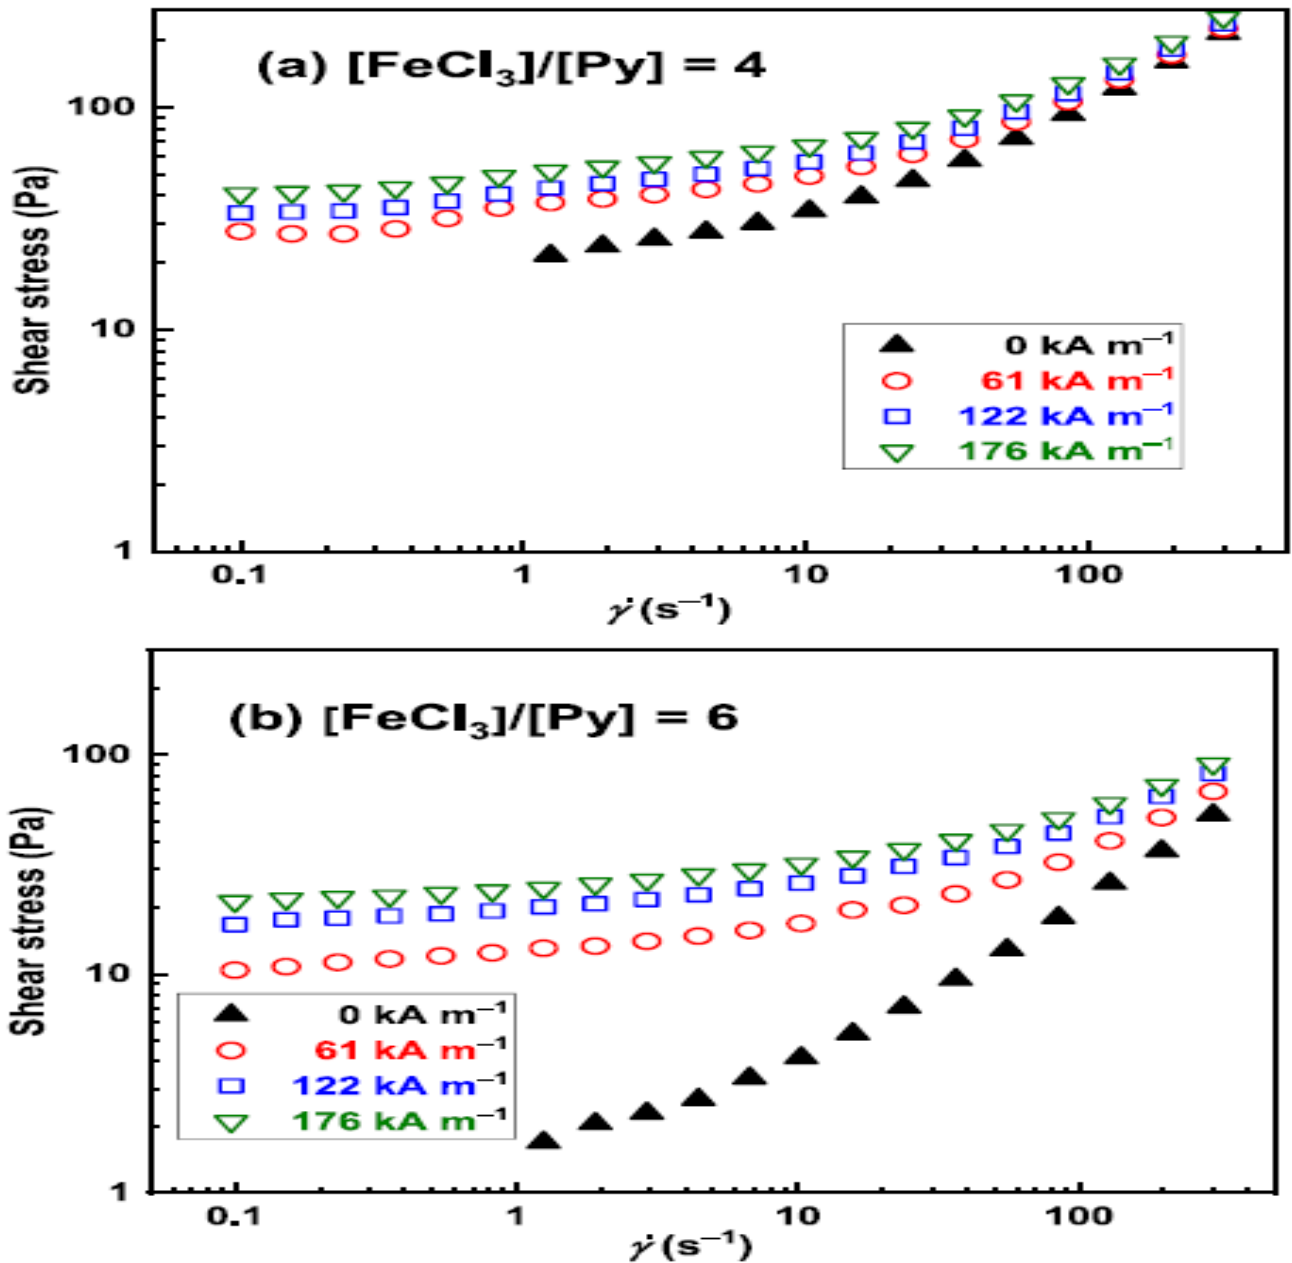 (a) [FeCl₃]/[Py] = 4
Shear stress (Pa)
100
10
1
0 kA m⁻¹
61 kA m⁻¹
122 kA m⁻¹
176 kA m⁻¹
0.1 1 10 100
γ̇ (s⁻¹)
(b) [FeCl₃]/[Py] = 6
Shear stress (Pa)
100
10
1
0 kA m⁻¹
61 kA m⁻¹
122 kA m⁻¹
176 kA m⁻¹
0.1 1 10 100
γ̇ (s⁻¹)